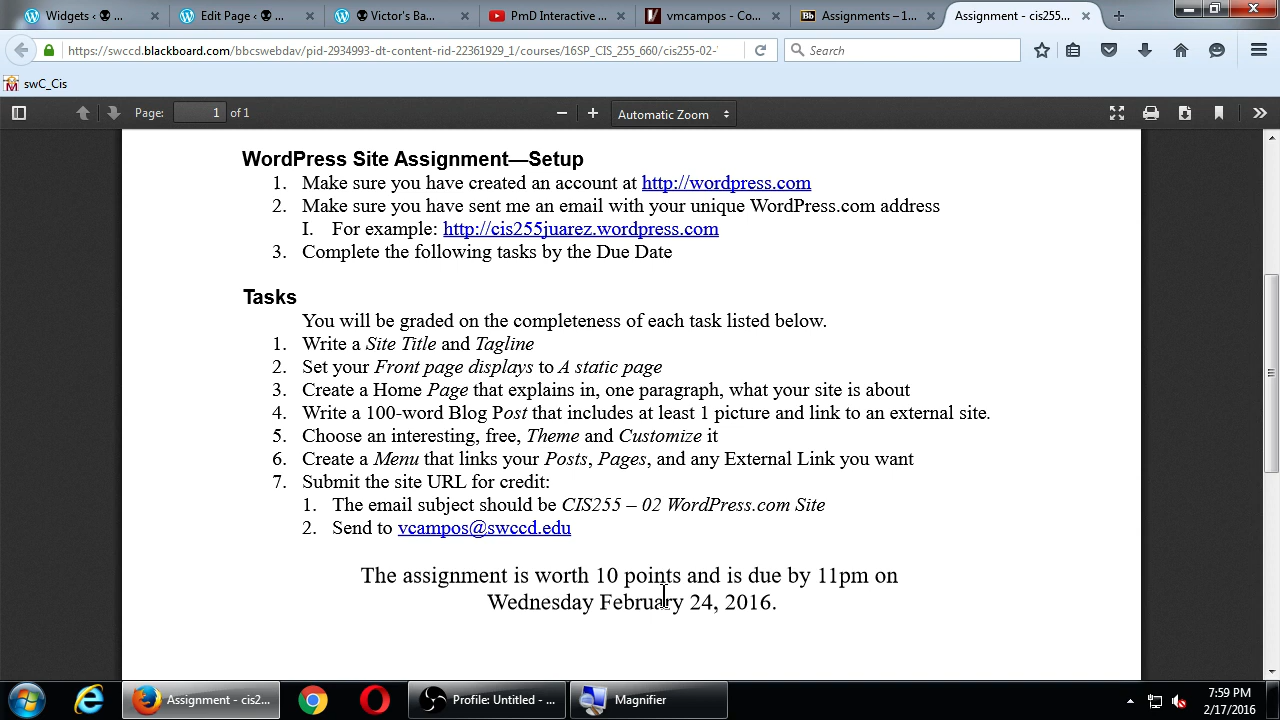 Widgets ‹ ...
Edit Page ‹ ...
Victor's Ba...
PmD Interactive ...
vmcampos - Co...
Assignments – 1...
Assignment - cis255...
https://swccd.blackboard.com/bbcswebdav/pid-2934993-dt-content-rid-22361929_1/courses/16SP_CIS_255_660/cis255-02-
Search
swC_Cis
Page: 1 of 1
Automatic Zoom
WordPress Site Assignment—Setup
1. Make sure you have created an account at http://wordpress.com
2. Make sure you have sent me an email with your unique WordPress.com address
I. For example: http://cis255juarez.wordpress.com
3. Complete the following tasks by the Due Date
Tasks
You will be graded on the completeness of each task listed below.
1. Write a Site Title and Tagline
2. Set your Front page displays to A static page
3. Create a Home Page that explains in, one paragraph, what your site is about
4. Write a 100-word Blog Post that includes at least 1 picture and link to an external site.
5. Choose an interesting, free, Theme and Customize it
6. Create a Menu that links your Posts, Pages, and any External Link you want
7. Submit the site URL for credit:
1. The email subject should be CIS255 – 02 WordPress.com Site
2. Send to vcampos@swccd.edu
The assignment is worth 10 points and is due by 11pm on
Wednesday February 24, 2016.
Assignment - cis2...
Profile: Untitled - ...
Magnifier
7:59 PM
2/17/2016